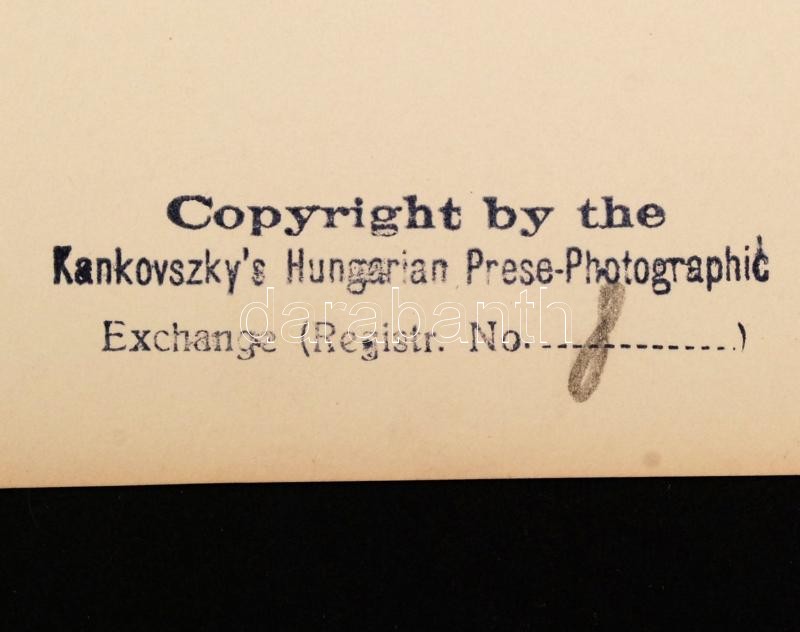 Copyright by the
Kankovszky's Hungarian Prese-Photographic
darabanth
Exchange (Registr. No. 8 )